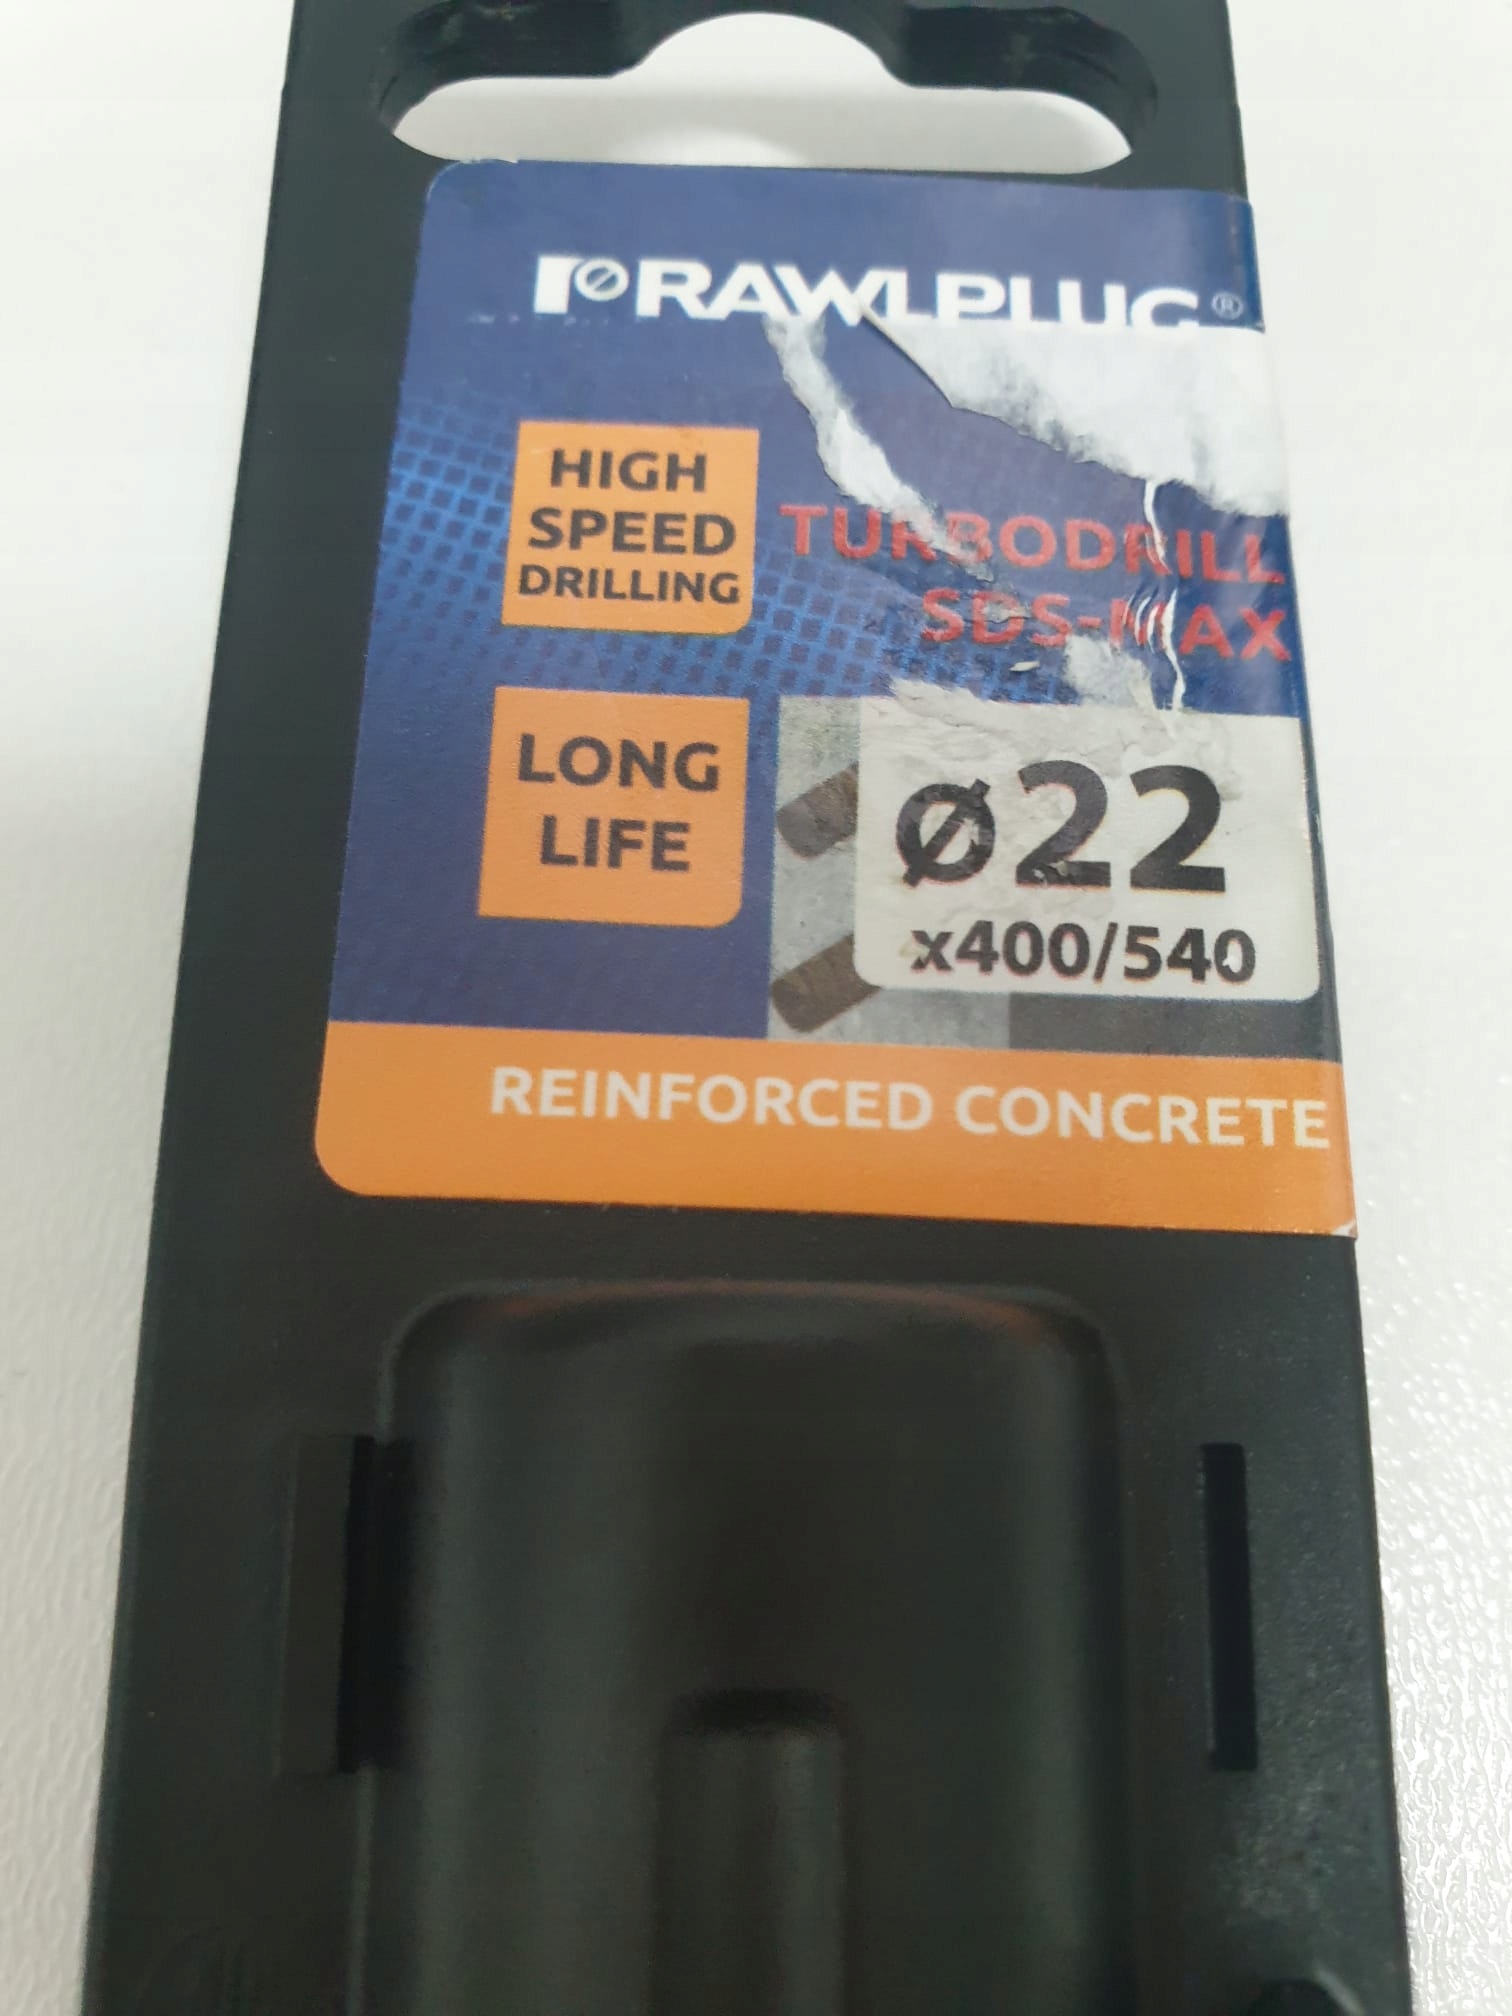 RAWLPLUG®
HIGH
SPEED
DRILLING
TURBODRILL
SDS-MAX
LONG
LIFE
ø22
x400/540
REINFORCED CONCRETE